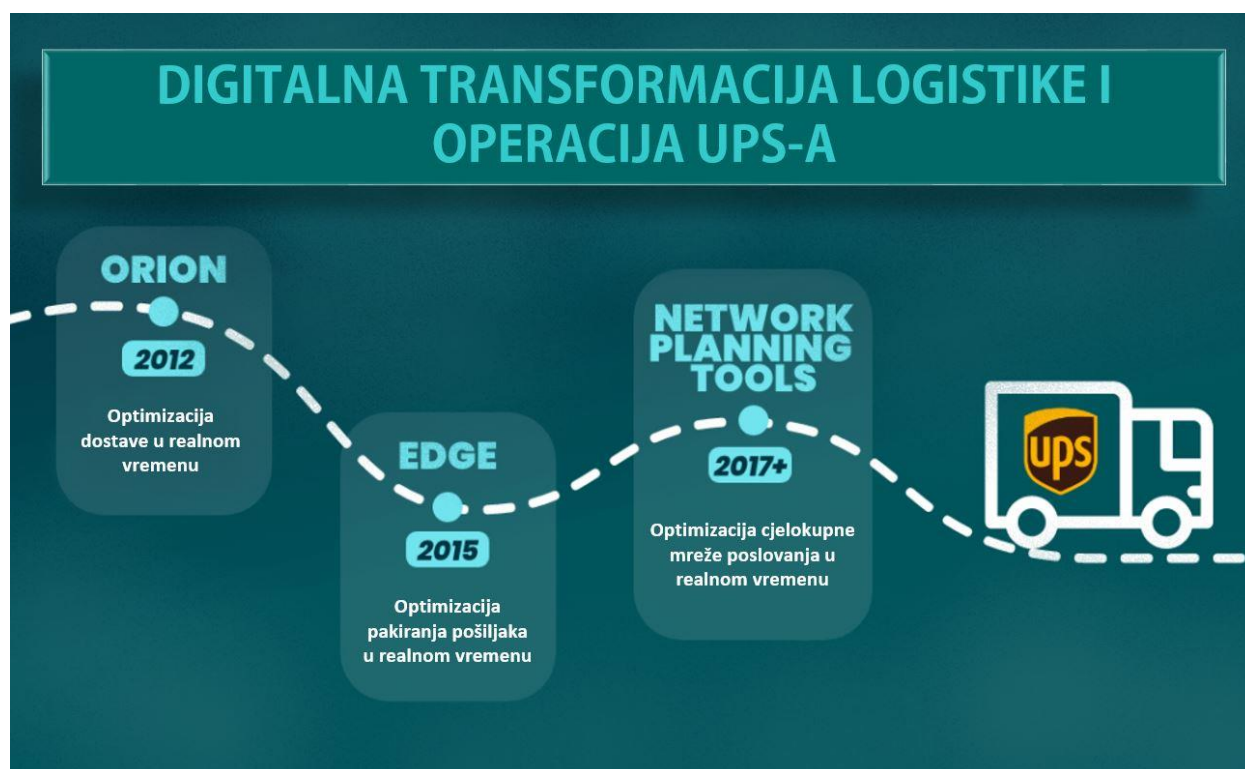 DIGITALNA TRANSFORMACIJA LOGISTIKE I
OPERACIJA UPS-A
ORION
2012
Optimizacija
dostave u realnom
vremenu
EDGE
2015
Optimizacija
pakiranja pošiljaka
u realnom vremenu
NETWORK
PLANNING
TOOLS
2017+
Optimizacija cjelokupne
mreže poslovanja u
realnom vremenu
ups